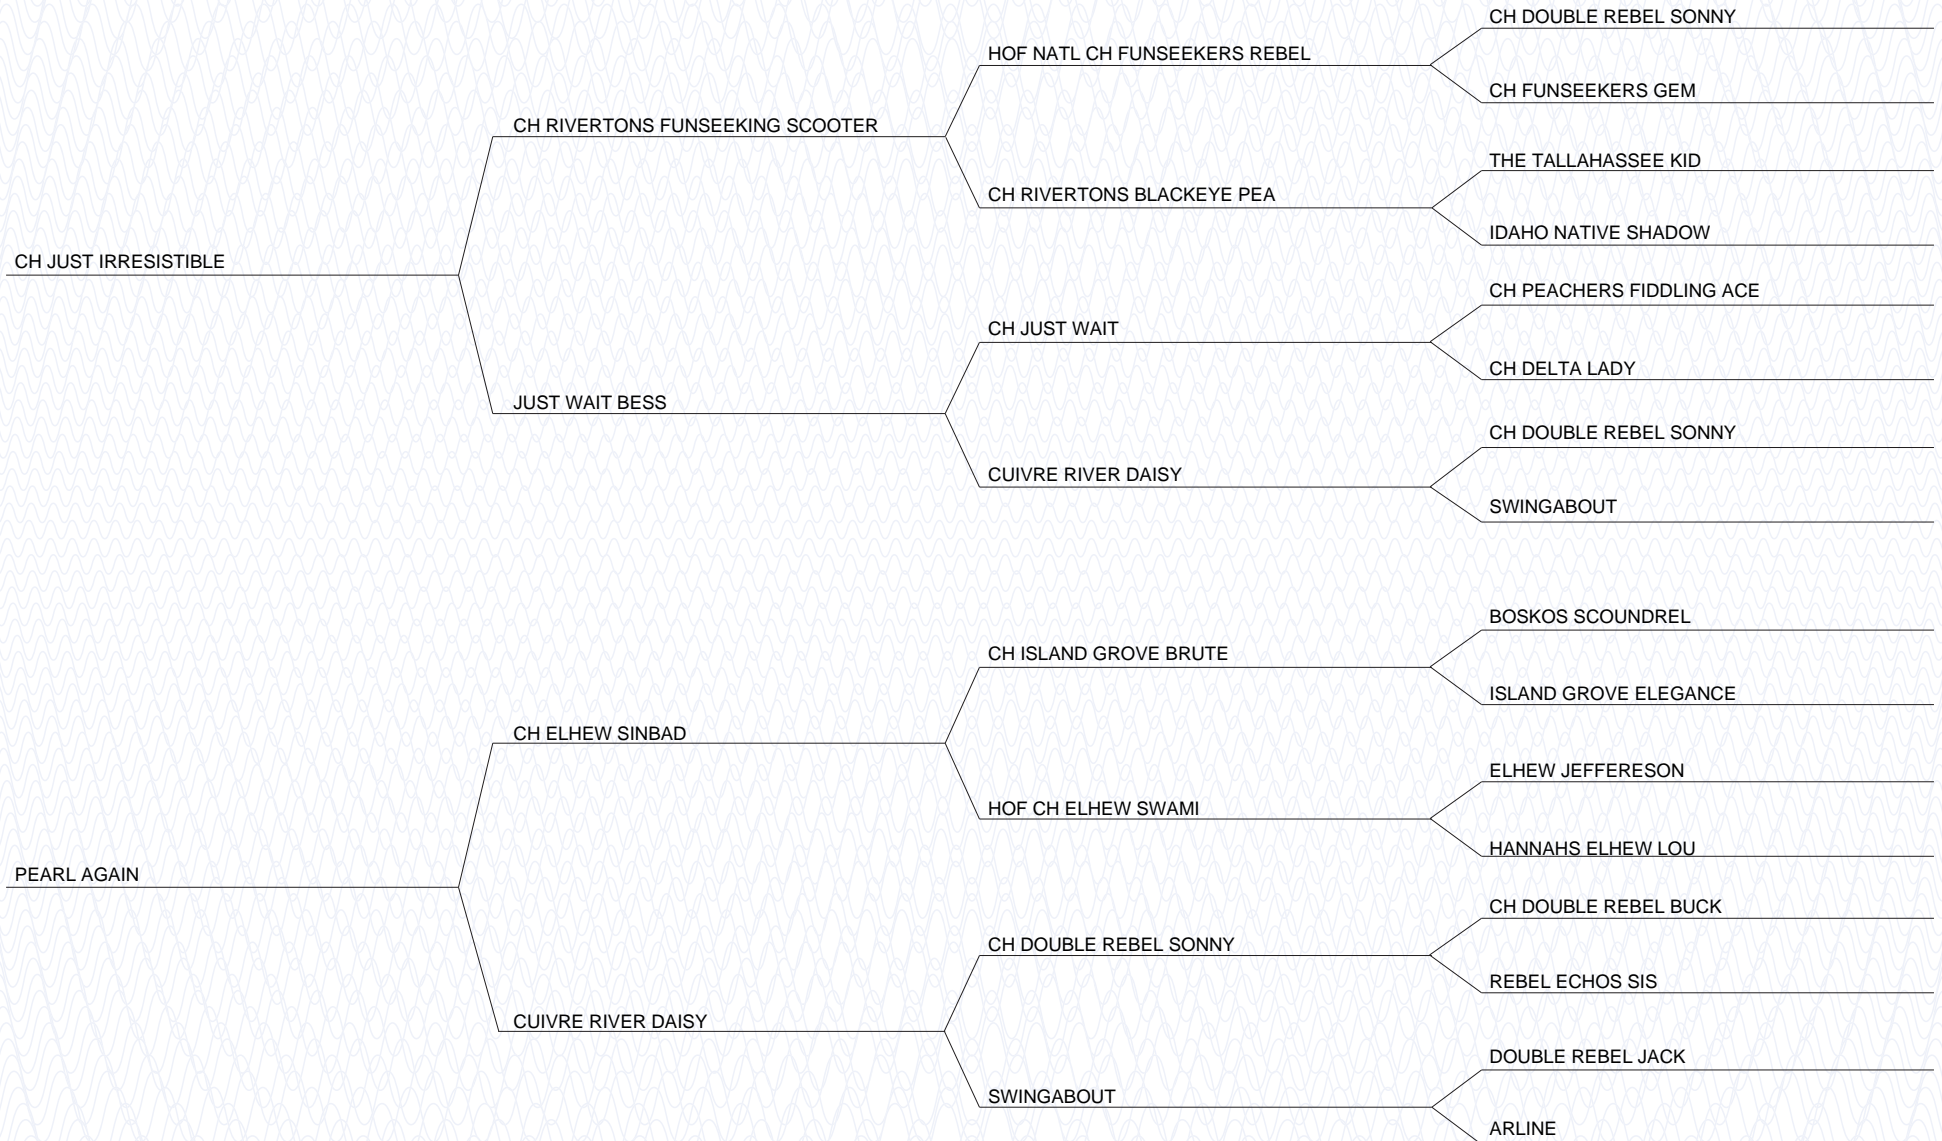 CH DOUBLE REBEL SONNY
HOF NATL CH FUNSEEKERS REBEL
CH FUNSEEKERS GEM
CH RIVERTONS FUNSEEKING SCOOTER
THE TALLAHASSEE KID
CH RIVERTONS BLACKEYE PEA
IDAHO NATIVE SHADOW
CH JUST IRRESISTIBLE
CH PEACHERS FIDDLING ACE
CH JUST WAIT
CH DELTA LADY
JUST WAIT BESS
CH DOUBLE REBEL SONNY
CUIVRE RIVER DAISY
SWINGABOUT
BOSKOS SCOUNDREL
CH ISLAND GROVE BRUTE
ISLAND GROVE ELEGANCE
CH ELHEW SINBAD
ELHEW JEFFERESON
HOF CH ELHEW SWAMI
HANNAHS ELHEW LOU
PEARL AGAIN
CH DOUBLE REBEL BUCK
CH DOUBLE REBEL SONNY
REBEL ECHOS SIS
CUIVRE RIVER DAISY
DOUBLE REBEL JACK
SWINGABOUT
ARLINE